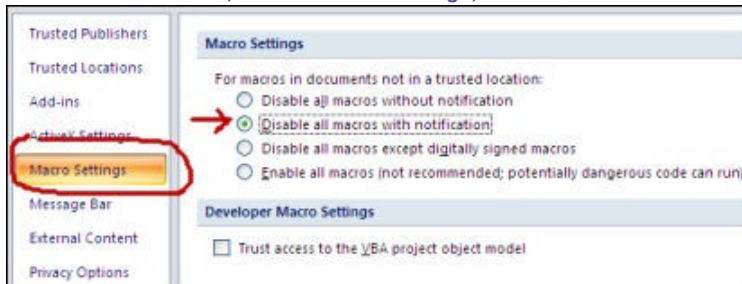 Trusted Publishers
Trusted Locations
Add-ins
ActiveX Settings
Macro Settings
Message Bar
External Content
Privacy Options
Macro Settings
For macros in documents not in a trusted location:
Disable all macros without notification
Disable all macros with notification
Disable all macros except digitally signed macros
Enable all macros (not recommended; potentially dangerous code can run)
Developer Macro Settings
Trust access to the VBA project object model